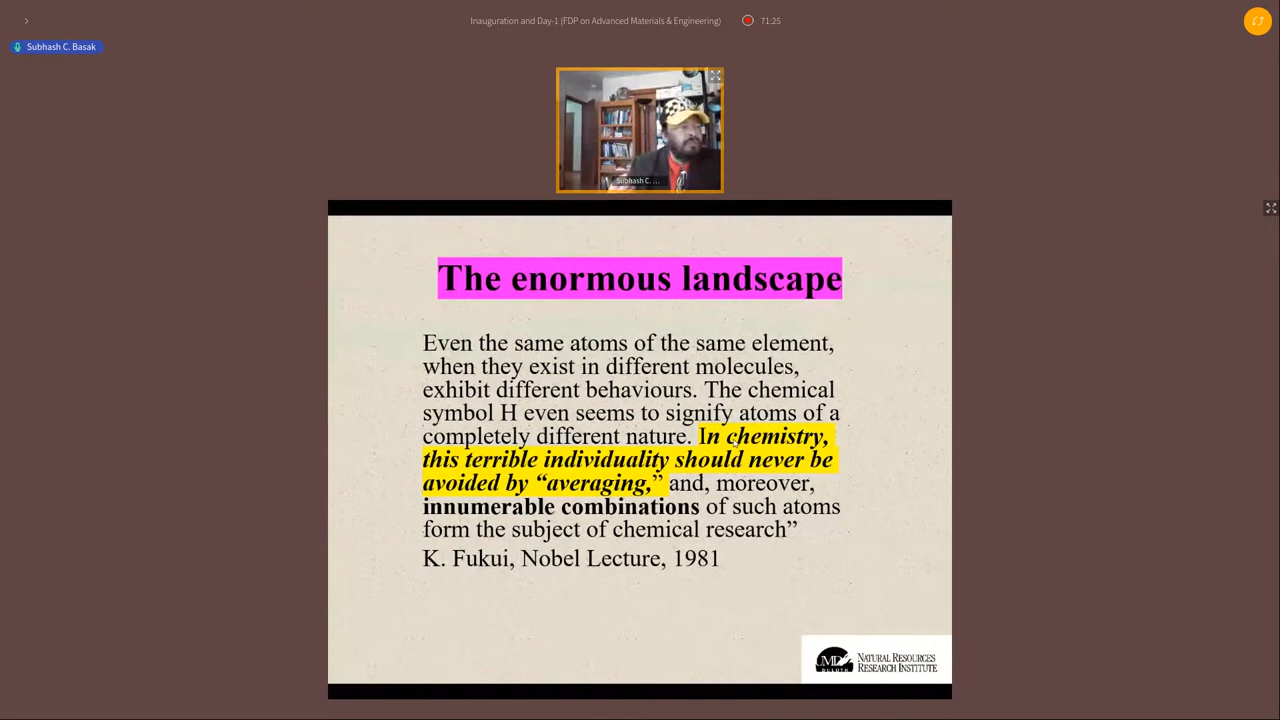 Inauguration and Day-1 (FDP on Advanced Materials & Engineering)
71:25
Subhash C. Basak
Subhash C. ...
The enormous landscape
Even the same atoms of the same element,
when they exist in different molecules,
exhibit different behaviours. The chemical
symbol H even seems to signify atoms of a
completely different nature. In chemistry,
this terrible individuality should never be
avoided by “averaging,” and, moreover,
innumerable combinations of such atoms
form the subject of chemical research”
K. Fukui, Nobel Lecture, 1981
NATURAL RESOURCES
RESEARCH INSTITUTE